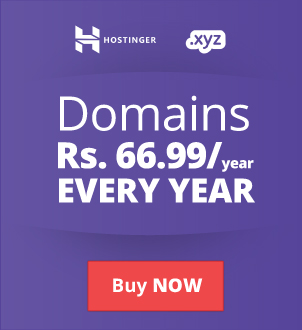 HOSTINGER .xyz
Domains
Rs. 66.99/year
EVERY YEAR
Buy NOW